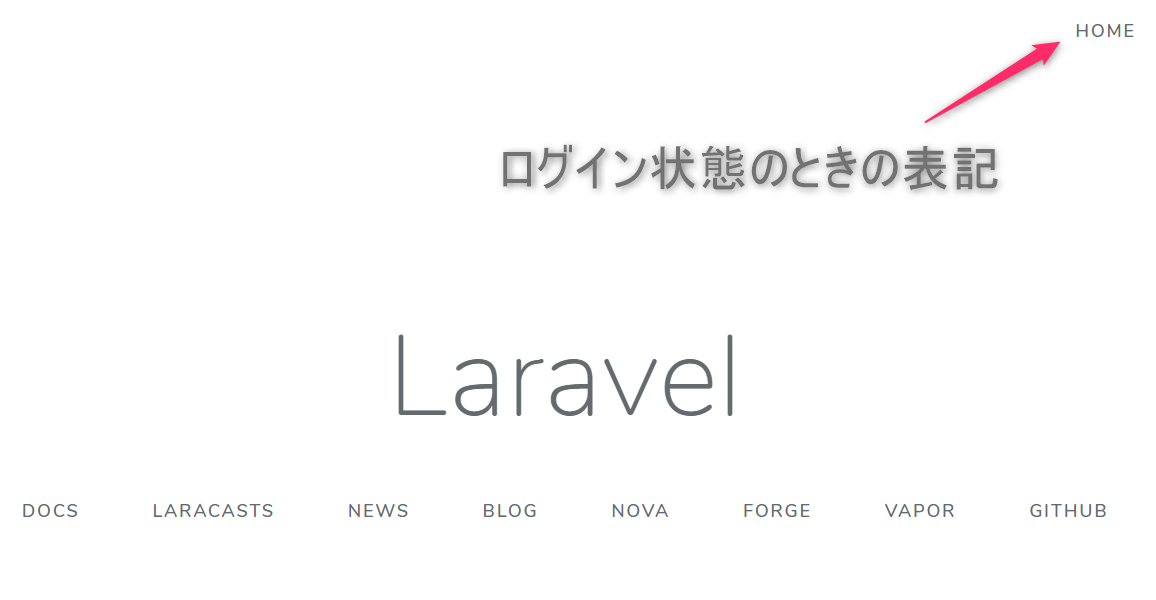 HOME
ログイン状態のときの表記
Laravel
DOCS LARACASTS NEWS BLOG NOVA FORGE VAPOR GITHUB